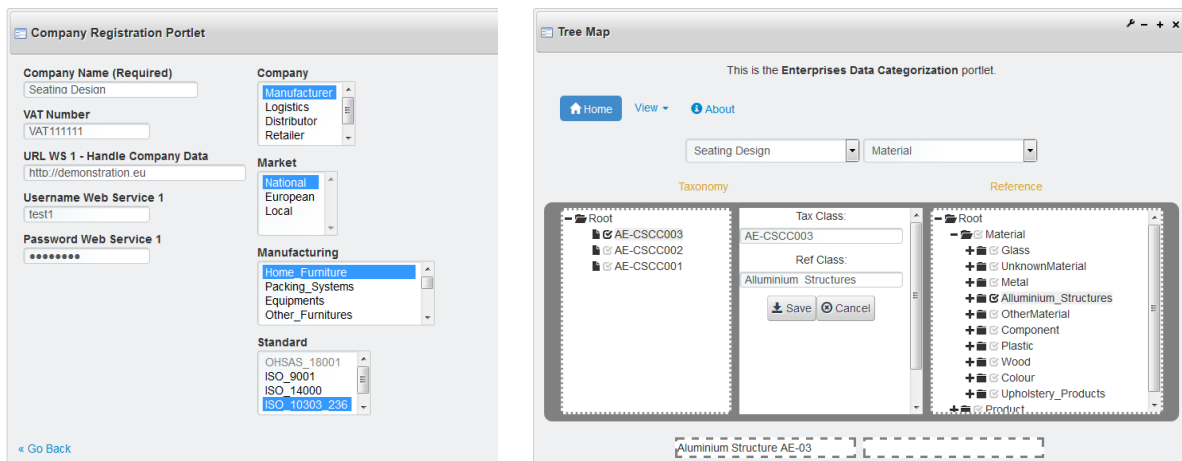 Company Registration Portlet
Company Name (Required)
Seating Design
VAT Number
VAT111111
URL WS 1 - Handle Company Data
http://demonstration.eu
Username Web Service 1
test1
Password Web Service 1
Company
Manufacturer
Logistics
Distributor
Retailer
Market
National
European
Local
Manufacturing
Home_Furniture
Packing_Systems
Equipments
Other_Furnitures
Standard
OHSAS_18001
ISO_9001
ISO_14000
ISO_10303_236
« Go Back
Tree Map
This is the Enterprises Data Categorization portlet.
Home View About
Seating Design Material
Taxonomy Reference
Root
AE-CSCC003
AE-CSCC002
AE-CSCC001
Tax Class:
AE-CSCC003
Ref Class:
Alluminium_Structures
Save Cancel
Root
Material
Glass
UnknownMaterial
Metal
Alluminium_Structures
OtherMaterial
Component
Plastic
Wood
Colour
Upholstery_Products
Product
Aluminium Structure AE-03